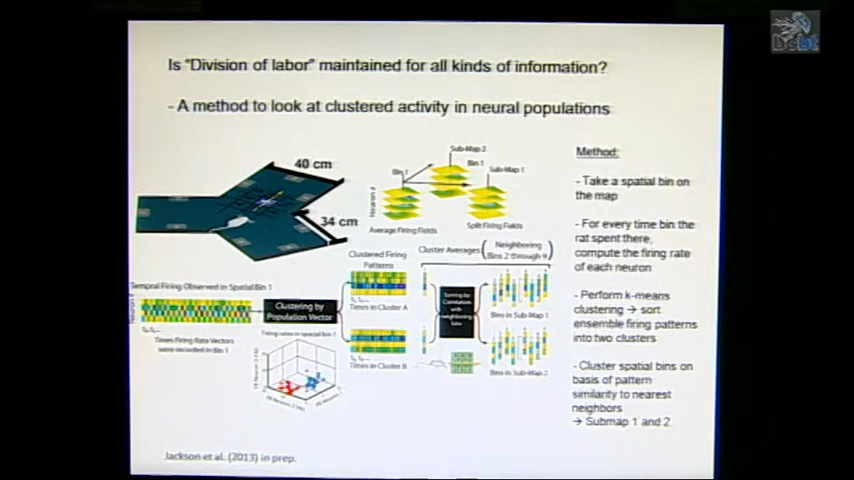 bcbt
Is "Division of labor" maintained for all kinds of information?
- A method to look at clustered activity in neural populations
40 cm
34 cm
Sub-Map 2
Bin 1
Bin 1
Sub-Map 1
Neuron #
Average Firing Fields
Split Firing Fields
Method:
- Take a spatial bin on
the map
- For every time bin the
rat spent there,
compute the firing rate
of each neuron
- Perform k-means
clustering → sort
ensemble firing patterns
into two clusters
- Cluster spatial bins on
basis of pattern
similarity to nearest
neighbors
→ Submap 1 and 2
Clustered Firing
Patterns
Cluster Averages
Neighboring
Bins 2 through 9
Temporal Firing Observed in Spatial Bin 1
Clustering by
Population Vector
Times in Cluster A
Sorting by
Correlation
with
neighboring
bins
Bins in Sub-Map 1
Times Firing Rate Vectors
were recorded in Bin 1
Firing rates in spatial bin 1
Times in Cluster B
Bins in Sub-Map 2
Jackson et al. (2013) in prep.